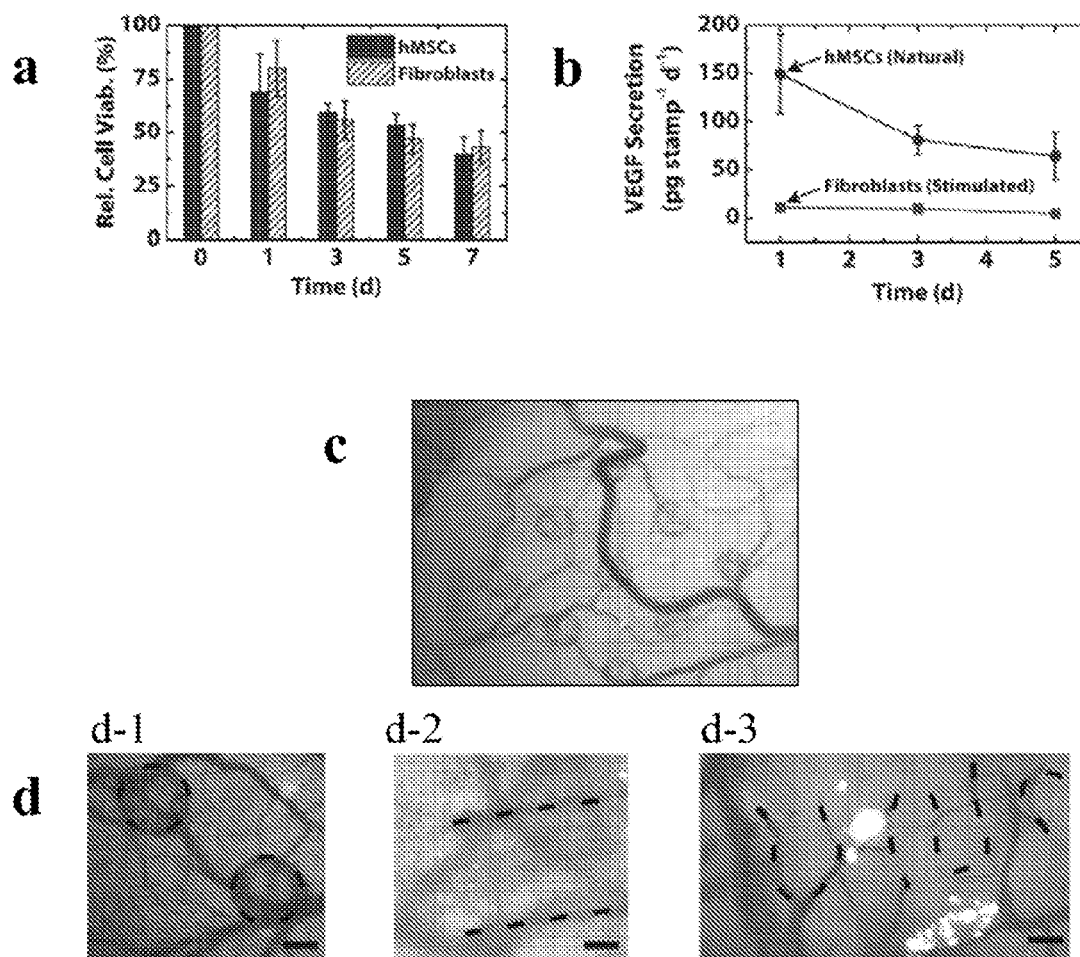 a
Rel. Cell Viab. (%)
100
75
50
25
0
hMSCs
Fibroblasts
0 1 3 5 7
Time (d)
b
VEGF Secretion
(pg stamp⁻¹ d⁻¹)
200
150
100
50
0
hMSCs (Natural)
Fibroblasts (Stimulated)
1 2 3 4 5
Time (d)
c
d
d-1
d-2
d-3